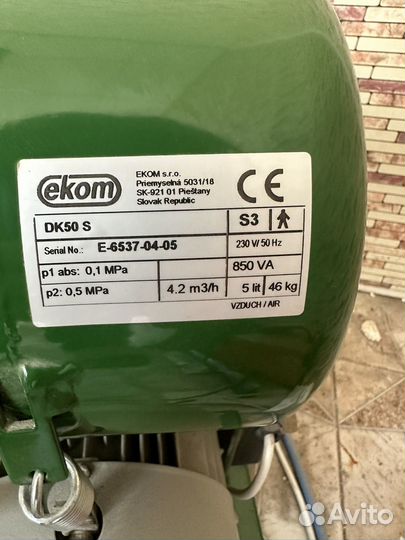 ekom
EKOM s.r.o.
Priemyselná 5031/18
SK-921 01 Piešťany
Slovak Republic
CE
DK50 S
S3
Serial No.: E-6537-04-05
230 V/50 Hz
p1 abs: 0,1 MPa
850 VA
p2: 0,5 MPa
4.2 m3/h
5 lit
46 kg
VZDUCH / AIR
Avito